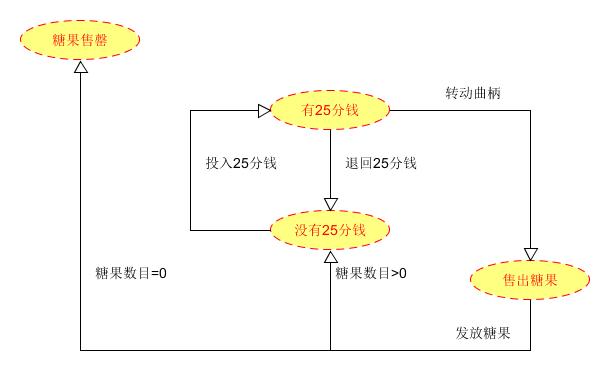 糖果售罄
转动曲柄
有25分钱
投入25分钱
退回25分钱
没有25分钱
糖果数目=0
糖果数目>0
售出糖果
发放糖果